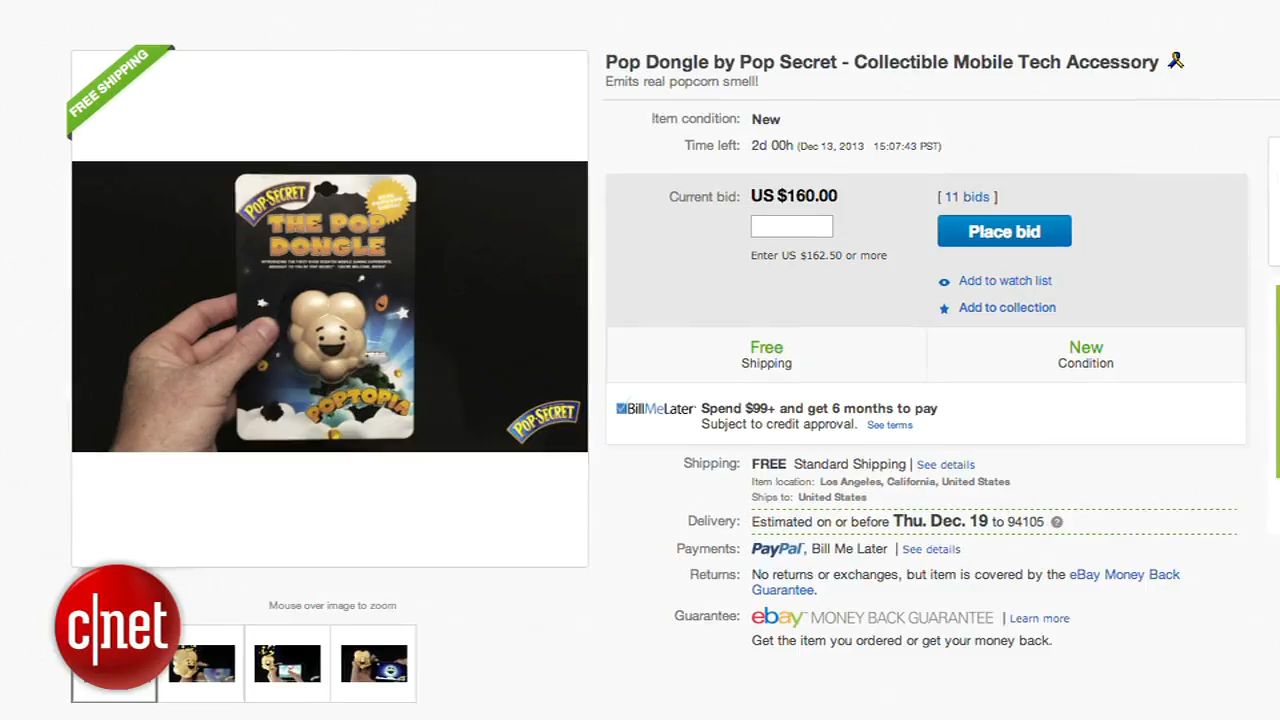 FREE SHIPPING
Pop Dongle by Pop Secret - Collectible Mobile Tech Accessory
Emits real popcorn smell!
Item condition: New
Time left: 2d 00h (Dec 13, 2013 15:07:43 PST)
Current bid: US $160.00 [ 11 bids ]
Place bid
Enter US $162.50 or more
Add to watch list
Add to collection
Free
Shipping
New
Condition
BillMeLater Spend $99+ and get 6 months to pay
Subject to credit approval. See terms
Shipping: FREE Standard Shipping | See details
Item location: Los Angeles, California, United States
Ships to: United States
Delivery: Estimated on or before Thu. Dec. 19 to 94105 ?
Payments: PayPal, Bill Me Later | See details
Returns: No returns or exchanges, but item is covered by the eBay Money Back
Guarantee.
Guarantee: ebay MONEY BACK GUARANTEE | Learn more
Get the item you ordered or get your money back.
POP-SECRET
THE POP
DONGLE
POPTOPIA
POP-SECRET
Mouse over image to zoom
c|net